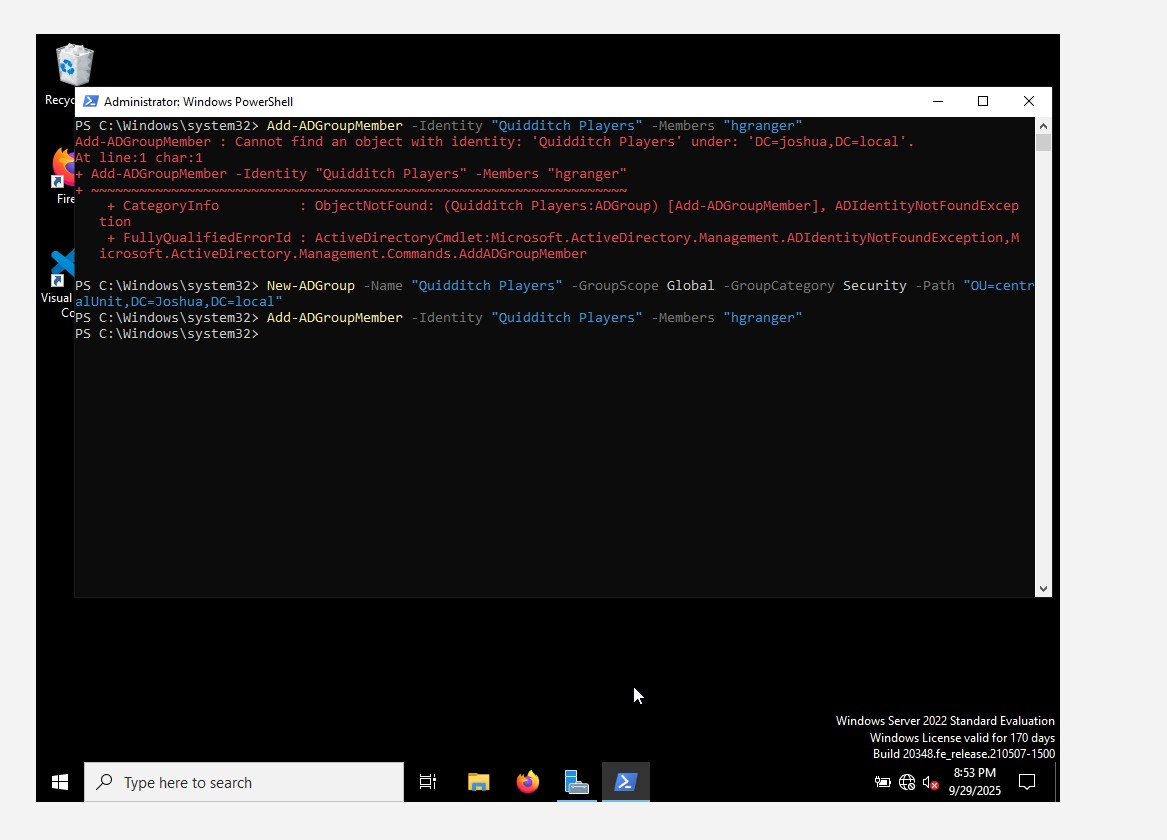 Recyc
Administrator: Windows PowerShell
PS C:\Windows\system32> Add-ADGroupMember -Identity "Quidditch Players" -Members "hgranger"
Add-ADGroupMember : Cannot find an object with identity: 'Quidditch Players' under: 'DC=joshua,DC=local'.
At line:1 char:1
+ Add-ADGroupMember -Identity "Quidditch Players" -Members "hgranger"
+ ~~~~~~~~~~~~~~~~~~~~~~~~~~~~~~~~~~~~~~~~~~~~~~~~~~~~~~~~~~~~~~~~~~~
+ CategoryInfo          : ObjectNotFound: (Quidditch Players:ADGroup) [Add-ADGroupMember], ADIdentityNotFoundExcep
tion
+ FullyQualifiedErrorId : ActiveDirectoryCmdlet:Microsoft.ActiveDirectory.Management.ADIdentityNotFoundException,M
icrosoft.ActiveDirectory.Management.Commands.AddADGroupMember
PS C:\Windows\system32> New-ADGroup -Name "Quidditch Players" -GroupScope Global -GroupCategory Security -Path "OU=centr
alUnit,DC=Joshua,DC=local"
PS C:\Windows\system32> Add-ADGroupMember -Identity "Quidditch Players" -Members "hgranger"
PS C:\Windows\system32>
Fire
Visual
Co
Windows Server 2022 Standard Evaluation
Windows License valid for 170 days
Build 20348.fe_release.210507-1500
Type here to search
8:53 PM
9/29/2025